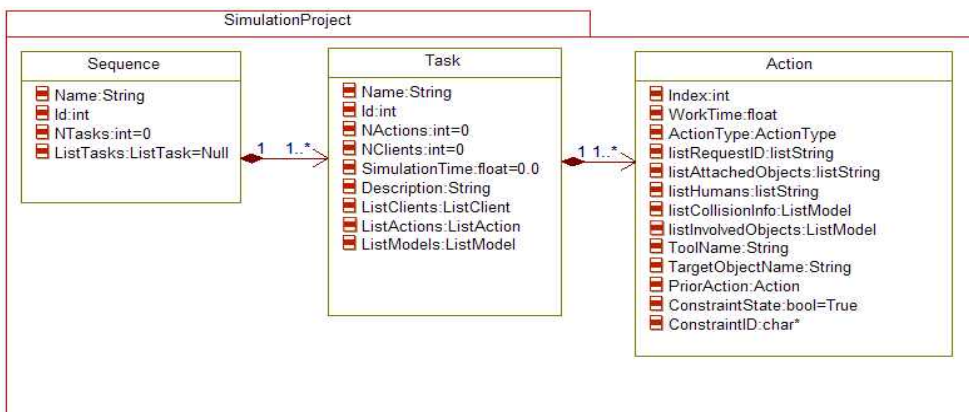 SimulationProject
Sequence
Name:String
Id:int
NTasks:int=0
ListTasks:ListTask=Null
1
1..*
Task
Name:String
Id:int
NActions:int=0
NClients:int=0
SimulationTime:float=0.0
Description:String
ListClients:ListClient
ListActions:ListAction
ListModels:ListModel
1
1..*
Action
Index:int
WorkTime:float
ActionType:ActionType
listRequestID:listString
listAttachedObjects:listString
listHumans:listString
listCollisionInfo:ListModel
listInvolvedObjects:ListModel
ToolName:String
TargetObjectName:String
PriorAction:Action
ConstraintState:bool=True
ConstraintID:char*